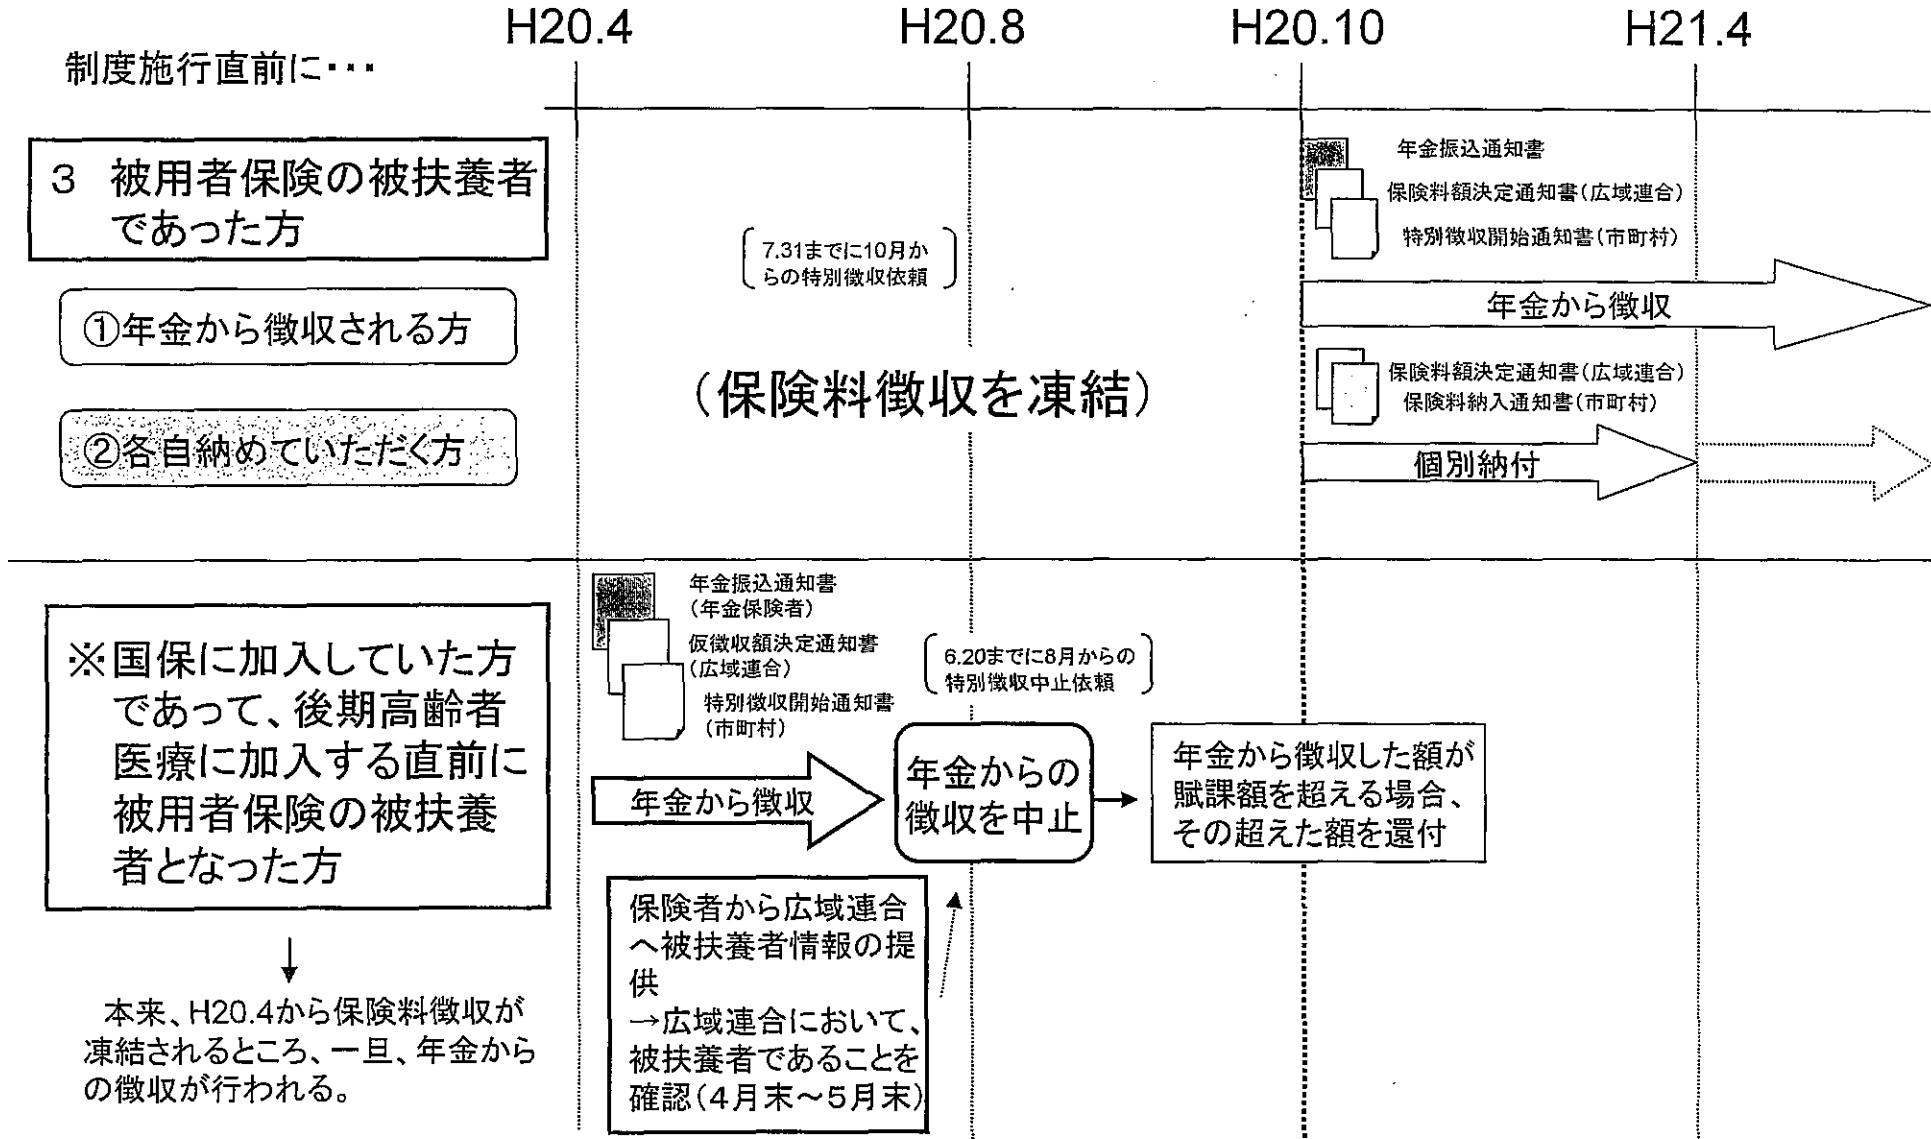 H20.4
H20.8
H20.10
H21.4
制度施行直前に・・・
3 被用者保険の被扶養者
であった方
①年金から徴収される方
②各自納めていただく方
7.31までに10月か
らの特別徴収依頼
(保険料徴収を凍結)
年金振込通知書
保険料額決定通知書(広域連合)
特別徴収開始通知書(市町村)
年金から徴収
保険料額決定通知書(広域連合)
保険料納入通知書(市町村)
個別納付
※国保に加入していた方
であって、後期高齢者
医療に加入する直前に
被用者保険の被扶養
者となった方
本来、H20.4から保険料徴収が
凍結されるところ、一旦、年金から
の徴収が行われる。
年金振込通知書
(年金保険者)
仮徴収額決定通知書
(広域連合)
特別徴収開始通知書
(市町村)
年金から徴収
6.20までに8月からの
特別徴収中止依頼
年金からの
徴収を中止
年金から徴収した額が
賦課額を超える場合、
その超えた額を還付
保険者から広域連合
へ被扶養者情報の提
供
→広域連合において、
被扶養者であることを
確認(4月末～5月末)